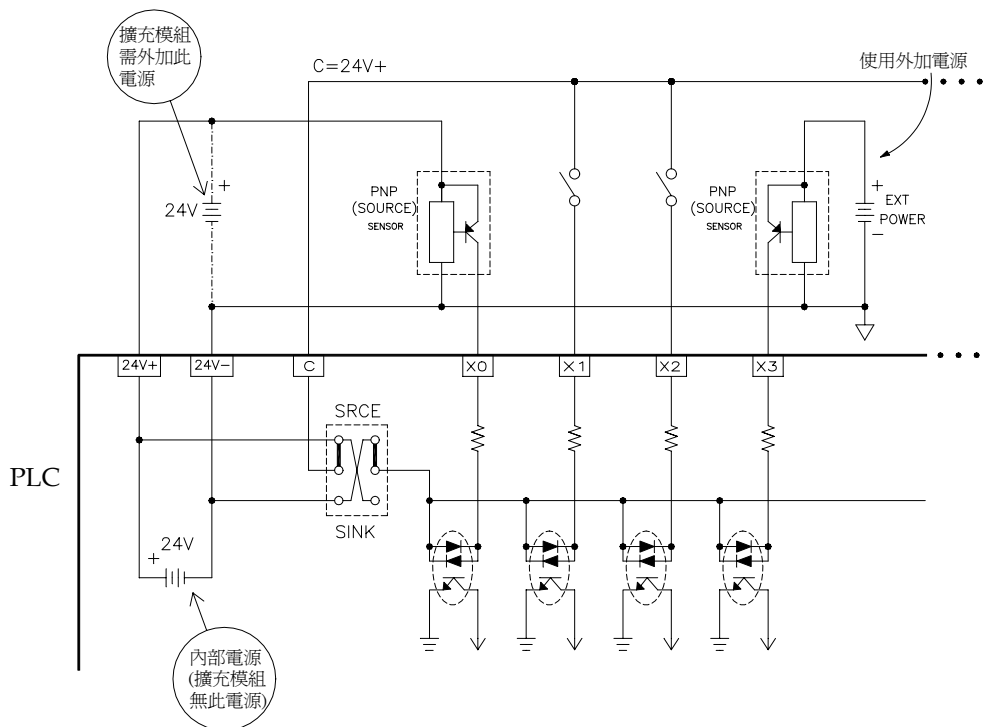 擴充模組
需外加此
電源
C=24V+
使用外加電源
24V
+
PNP
(SOURCE)
SENSOR
PNP
(SOURCE)
SENSOR
+
EXT
POWER
−
24V+
24V-
C
X0
X1
X2
X3
SRCE
SINK
PLC
24V
+
內部電源
(擴充模組
無此電源)